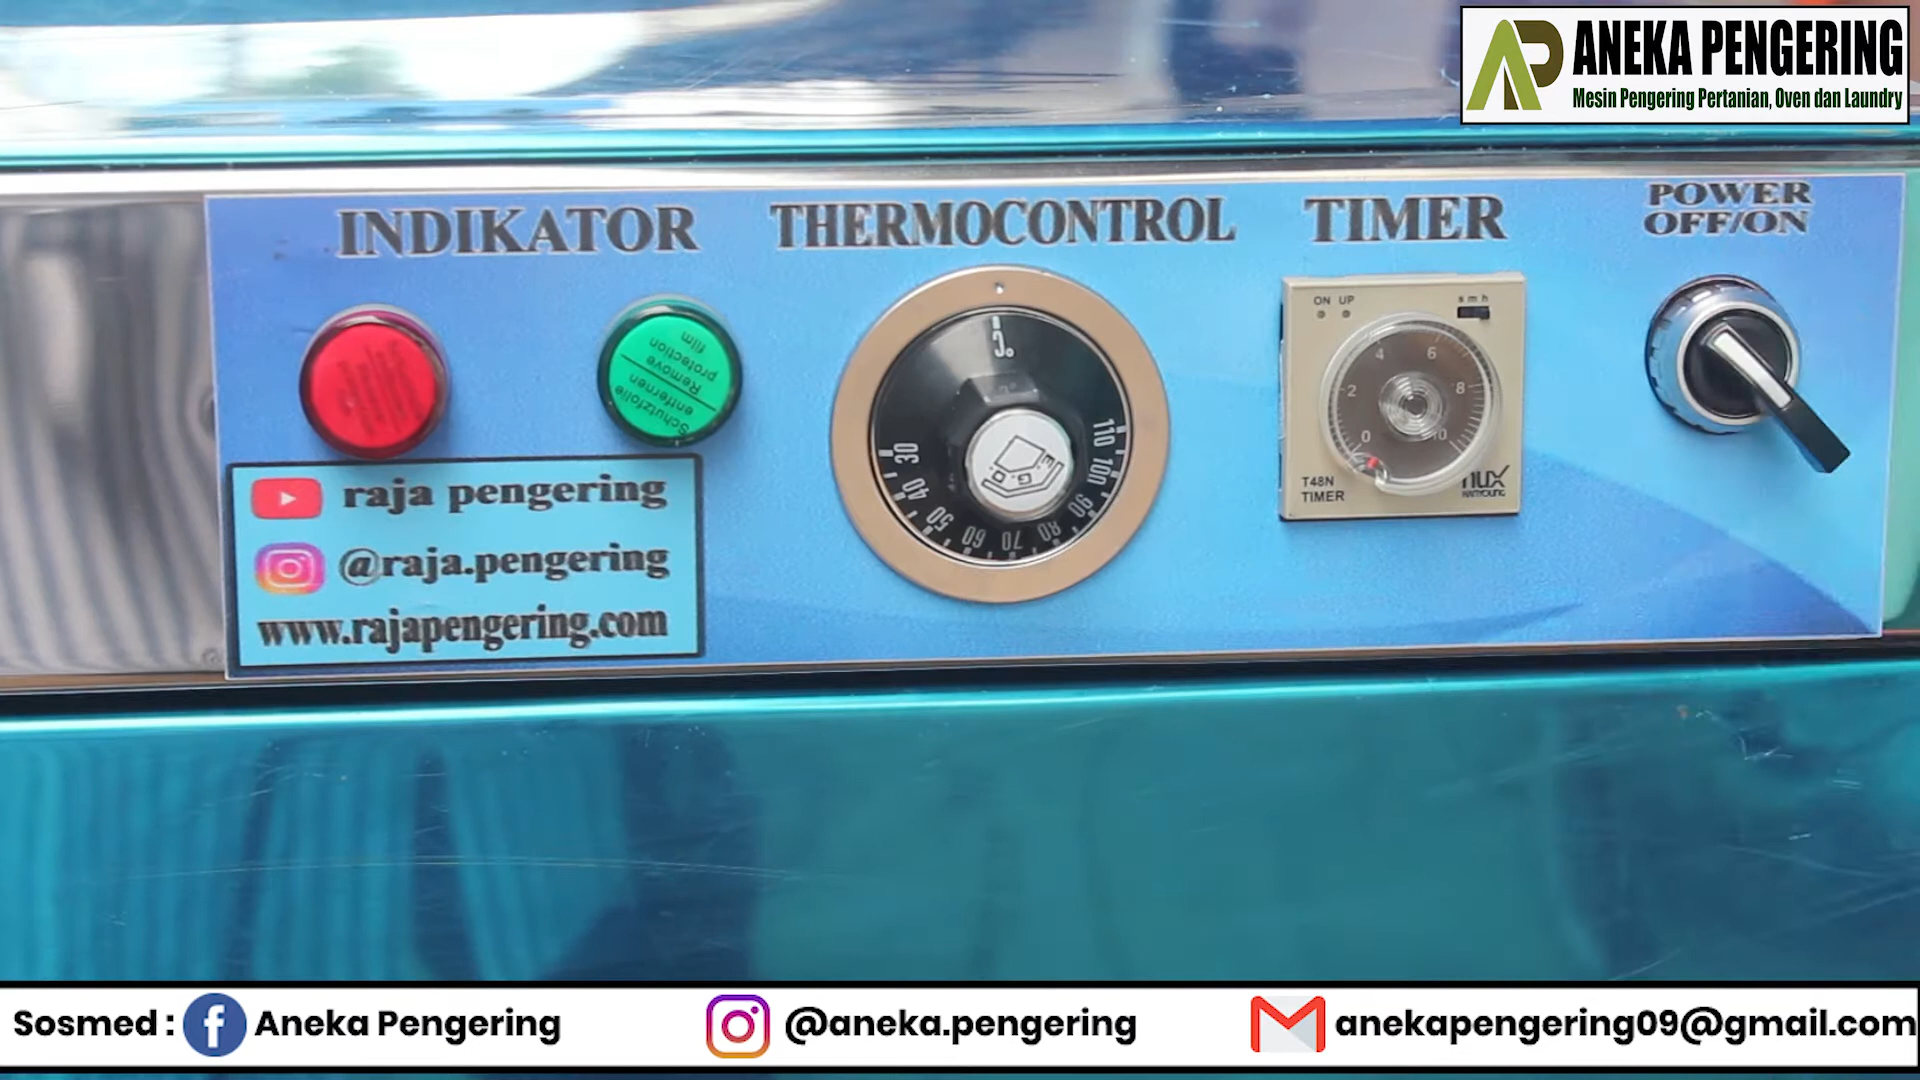 ANEKA PENGERING
Mesin Pengering Pertanian, Oven dan Laundry
INDIKATOR
THERMOCONTROL
TIMER
POWER
OFF/ON
Schutzfolie
entfernen
Remove
protection
film
30
40
50
60
70
80
90
100
110
E.G.O.
ON UP
s m h
0
2
4
6
8
10
T48N
TIMER
nux
HANYOUNG
raja pengering
@raja.pengering
www.rajapengering.com
Sosmed : Aneka Pengering
@aneka.pengering
anekapengering09@gmail.com